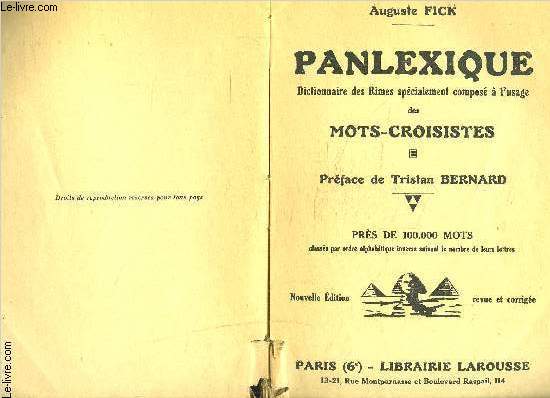 Le-livre.com
Droits de reproduction réservés pour tous pays
Auguste FICK
PANLEXIQUE
Dictionnaire des Rimes spécialement composé à l'usage
des
MOTS-CROISISTES
Préface de Tristan BERNARD
PRÈS DE 100.000 MOTS
classés par ordre alphabétique inverse suivant le nombre de leurs lettres
Nouvelle Édition
revue et corrigée
PARIS (6e) - LIBRAIRIE LAROUSSE
13-21, Rue Montparnasse et Boulevard Raspail, 114
Le-livre.com